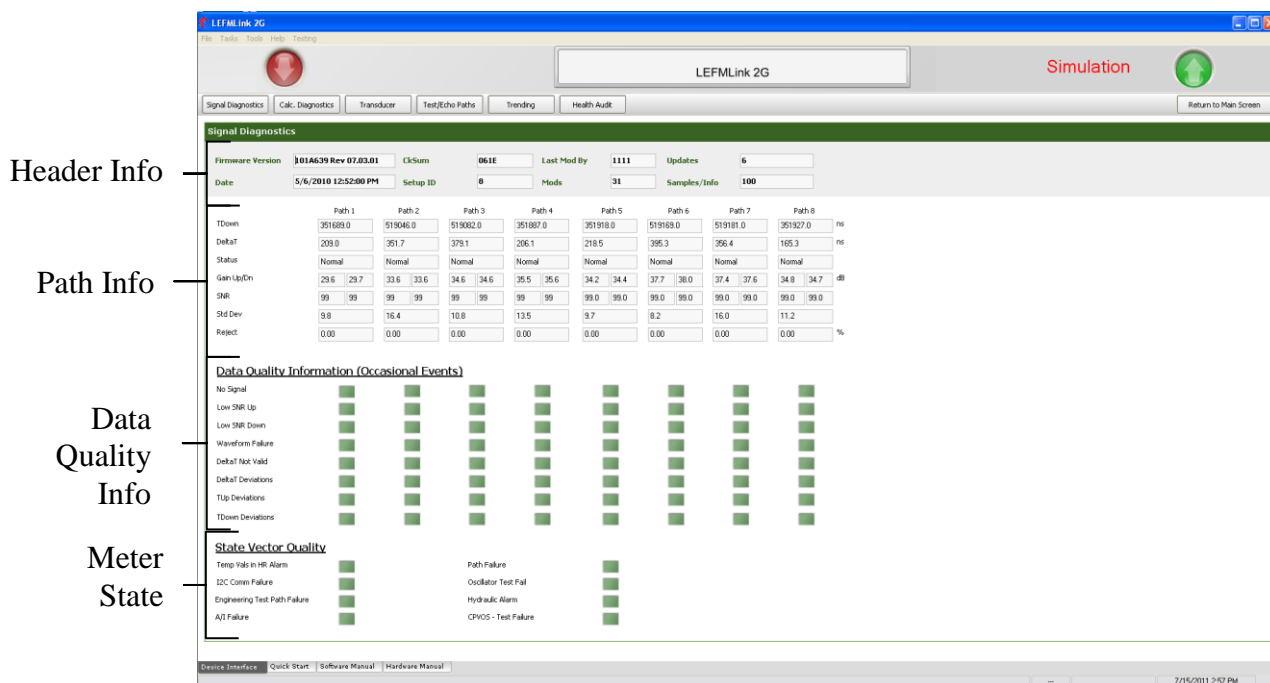 LEFMLink 2G
File Tasks Tools Help Testing
LEFMLink 2G
Simulation
Signal Diagnostics Calc. Diagnostics Transducer Test/Echo Paths Trending Health Audit Return to Main Screen
Signal Diagnostics
Header Info
Firmware Version 101A639 Rev 07.03.01 CkSum 061E Last Mod By 1111 Updates 6
Date 5/6/2010 12:52:00 PM Setup ID 8 Mods 31 Samples/Info 100
Path Info
Path 1 Path 2 Path 3 Path 4 Path 5 Path 6 Path 7 Path 8
TDown 351689.0 519046.0 519082.0 351887.0 351918.0 519169.0 519181.0 351927.0 ns
DeltaT 209.0 351.7 379.1 206.1 218.5 395.3 356.4 165.3 ns
Status Normal Normal Normal Normal Normal Normal Normal Normal
Gain Up/Dn 29.6 29.7 33.6 33.6 34.6 34.6 35.5 35.6 34.2 34.4 37.7 38.0 37.4 37.6 34.8 34.7 dB
SNR 99 99 99 99 99 99 99 99 99.0 99.0 99.0 99.0 99.0 99.0 99.0 99.0
Std Dev 9.8 16.4 10.8 13.5 9.7 8.2 16.0 11.2
Reject 0.00 0.00 0.00 0.00 0.00 0.00 0.00 0.00 %
Data Quality Info
Data Quality Information (Occasional Events)
No Signal
Low SNR Up
Low SNR Down
Waveform Failure
DeltaT Not Valid
DeltaT Deviations
TUp Deviations
TDown Deviations
Meter State
State Vector Quality
Temp Vals in HR Alarm Path Failure
I2C Comm Failure Oscillator Test Fail
Engineering Test Path Failure Hydraulic Alarm
A/I Failure CPVOS - Test Failure
Device Interface Quick Start Software Manual Hardware Manual
... 7/15/2011 2:57 PM